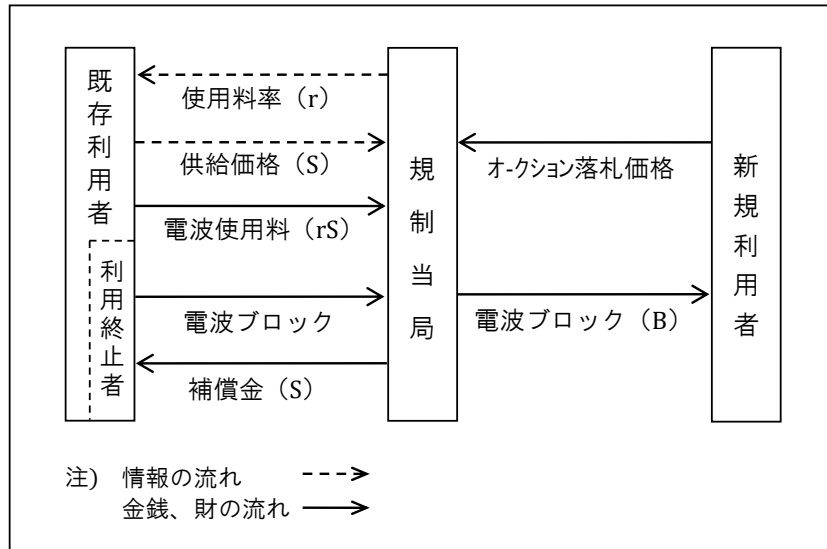 既存利用者
利用終止者
使用料率（r）
供給価格（S）
電波使用料（rS）
電波ブロック
補償金（S）
規制当局
オークション落札価格
電波ブロック（B）
新規利用者
注) 情報の流れ
金銭、財の流れ